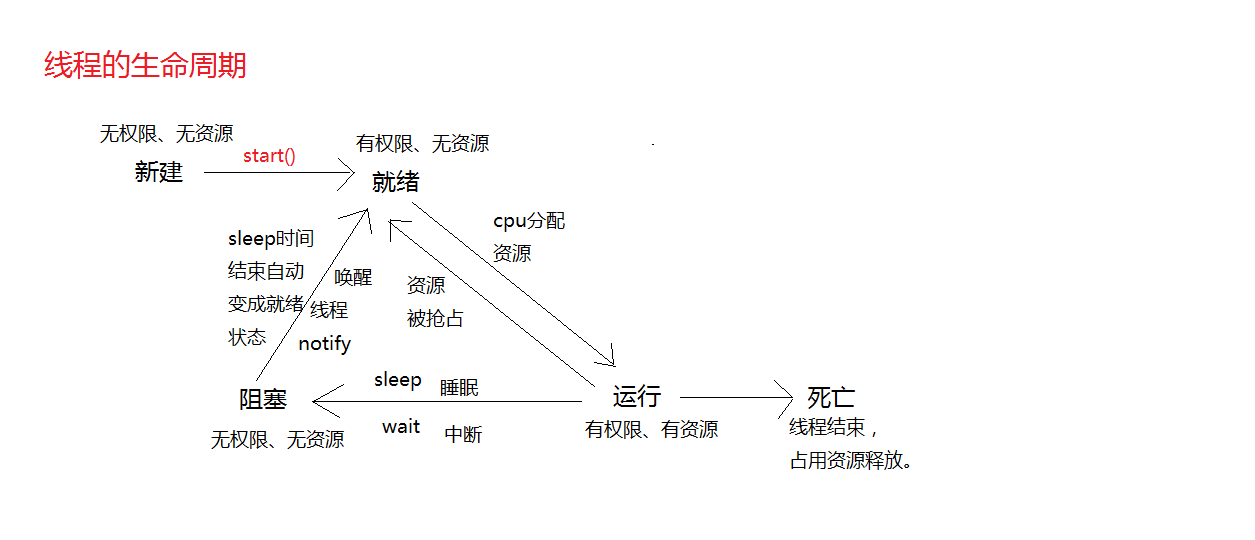 线程的生命周期
无权限、无资源
新建
start()
有权限、无资源
就绪
cpu分配
资源
sleep时间
结束自动
变成就绪
状态
唤醒
线程
notify
资源
被抢占
阻塞
无权限、无资源
sleep 睡眠
wait 中断
运行
有权限、有资源
死亡
线程结束，
占用资源释放。